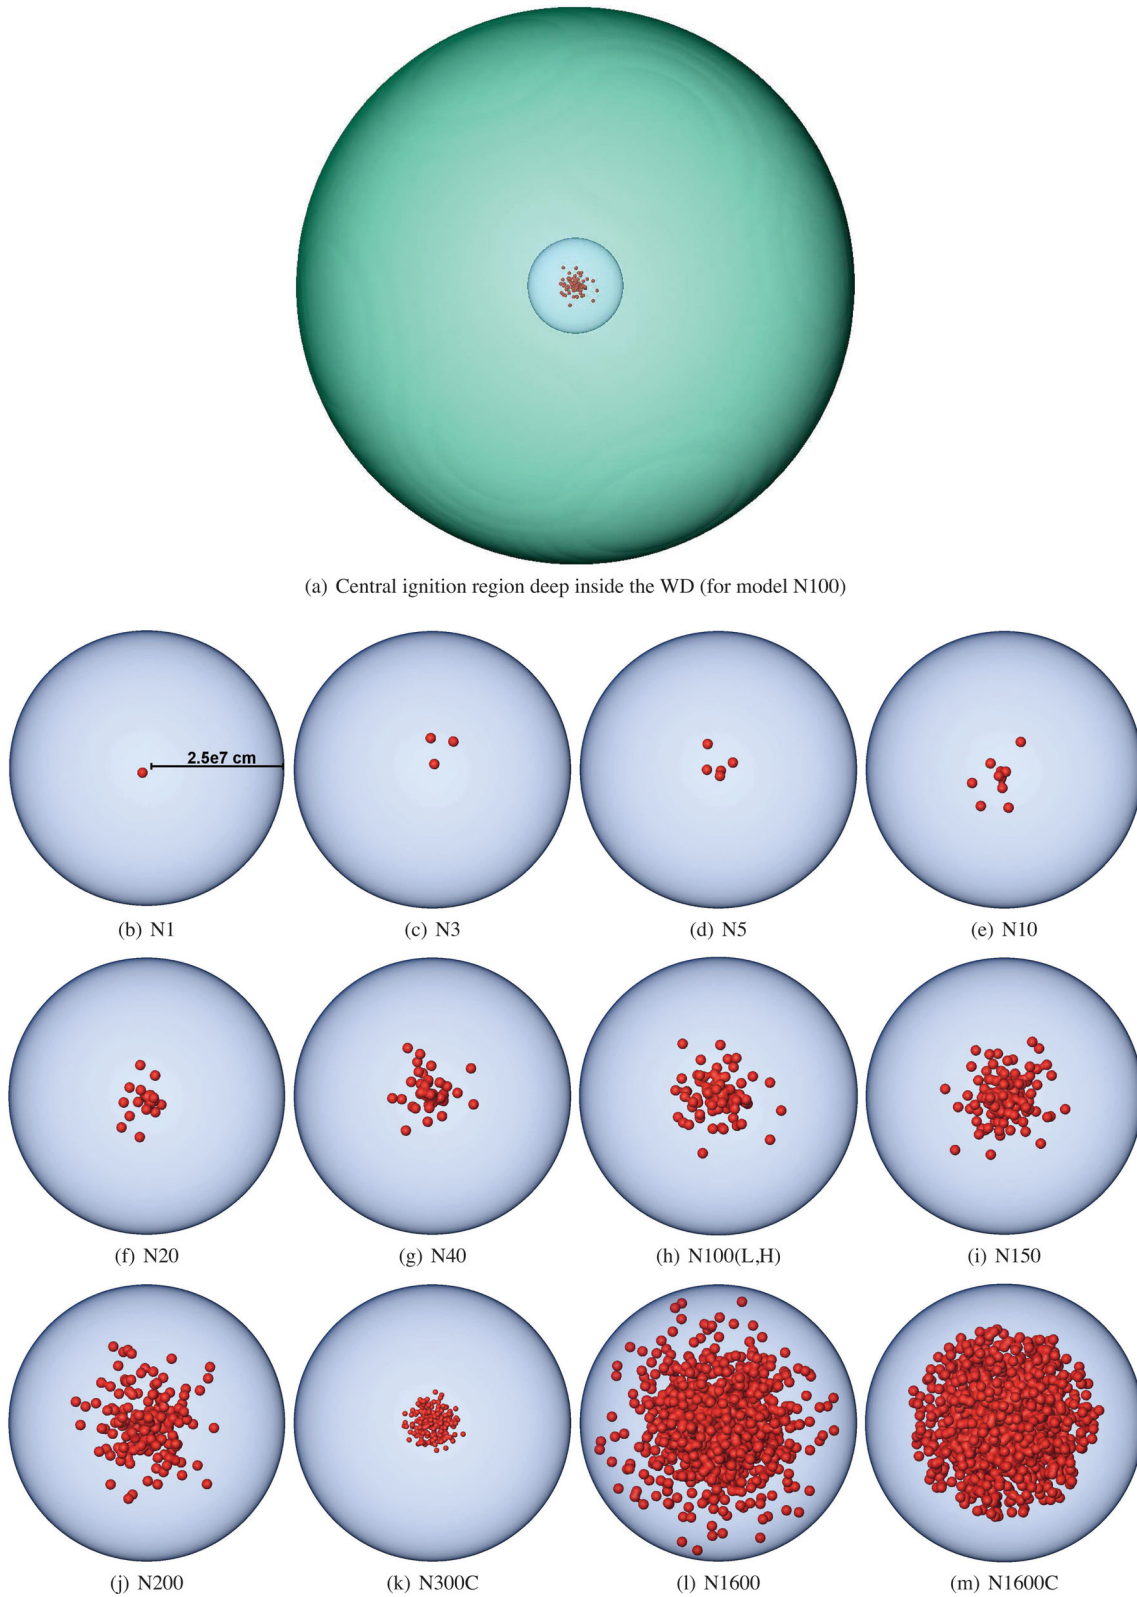 (a) Central ignition region deep inside the WD (for model N100)
2.5e7 cm
(b) N1
(c) N3
(d) N5
(e) N10
(f) N20
(g) N40
(h) N100(L,H)
(i) N150
(j) N200
(k) N300C
(l) N1600
(m) N1600C